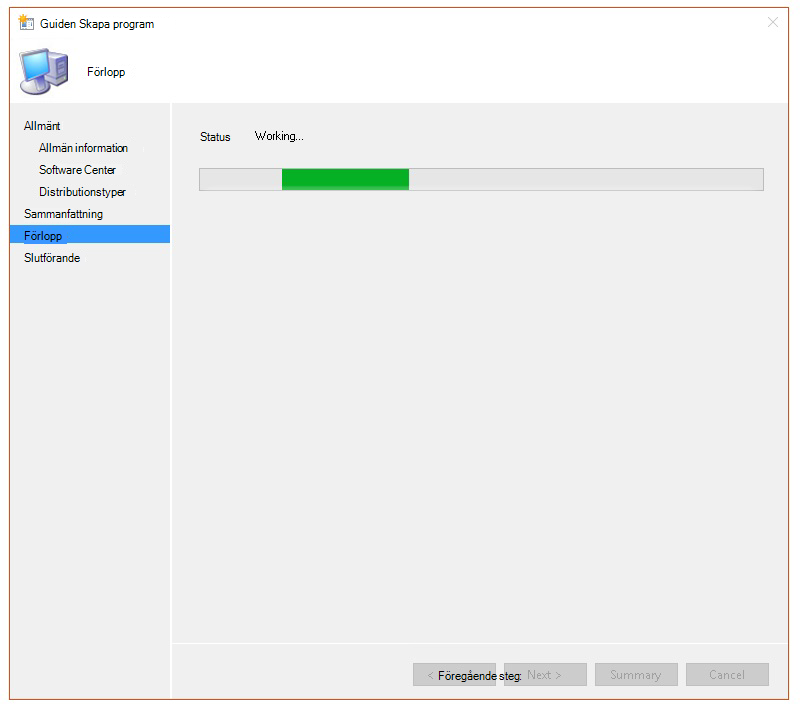 Guiden Skapa program
Förlopp
Allmänt
Allmän information
Software Center
Distributionstyper
Sammanfattning
Förlopp
Slutförande
Status Working...
< Föregående steg: Next > Summary Cancel